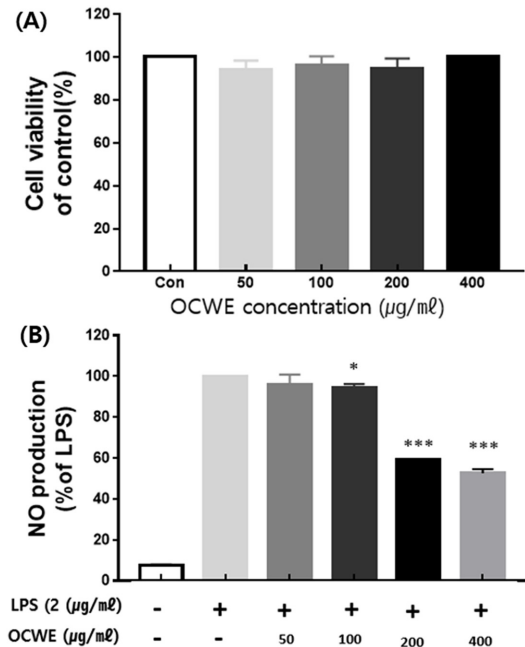 (A)
Cell viability
of control(%)
120
100
80
60
40
20
0
Con 50 100 200 400
OCWE concentration (μg/㎖)
(B)
NO production
(%of LPS)
120
100
80
60
40
20
0
*
***
***
LPS (2 (μg/㎖) - + + + + +
OCWE (μg/㎖) - - 50 100 200 400